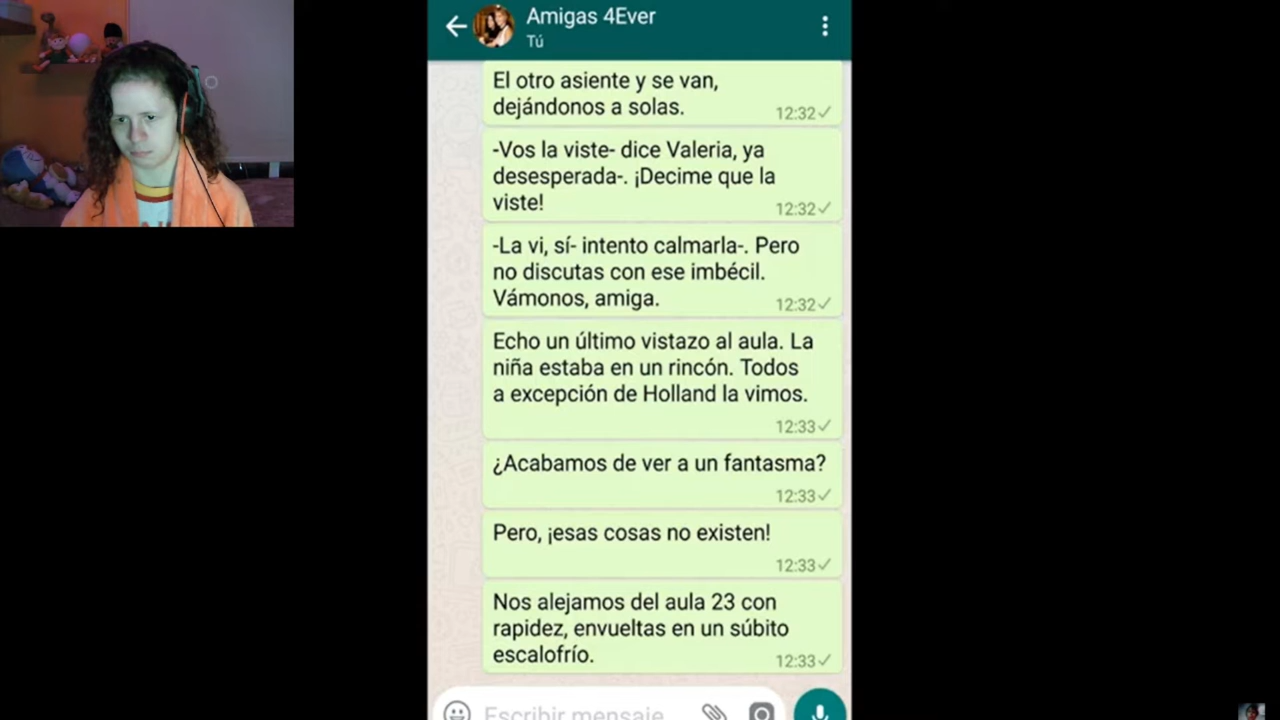 Amigas 4Ever
Tú
El otro asiente y se van,
dejándonos a solas.
12:32
-Vos la viste- dice Valeria, ya
desesperada-. ¡Decime que la
viste!
12:32
-La vi, sí- intento calmarla-. Pero
no discutas con ese imbécil.
Vámonos, amiga.
12:32
Echo un último vistazo al aula. La
niña estaba en un rincón. Todos
a excepción de Holland la vimos.
12:33
¿Acabamos de ver a un fantasma?
12:33
Pero, ¡esas cosas no existen!
12:33
Nos alejamos del aula 23 con
rapidez, envueltas en un súbito
escalofrío.
12:33
Escribir mensaje